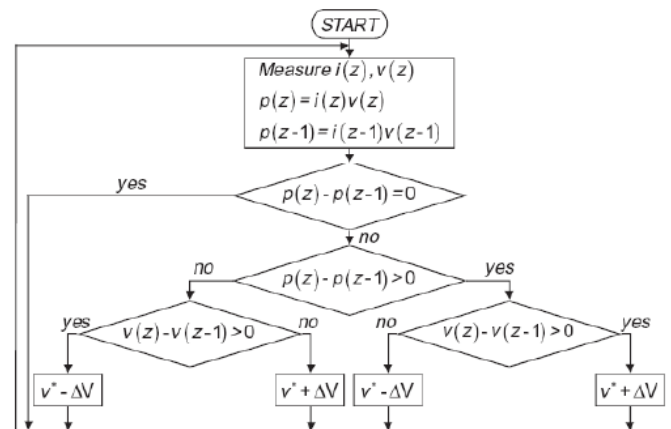 START
Measure i(z), v(z)
p(z)=i(z)v(z)
p(z-1)=i(z-1)v(z-1)
yes
p(z)-p(z-1)=0
no
no
p(z)-p(z-1)>0
yes
yes
v(z)-v(z-1)>0
no
no
v(z)-v(z-1)>0
yes
v*-ΔV
v*+ΔV
v*-ΔV
v*+ΔV